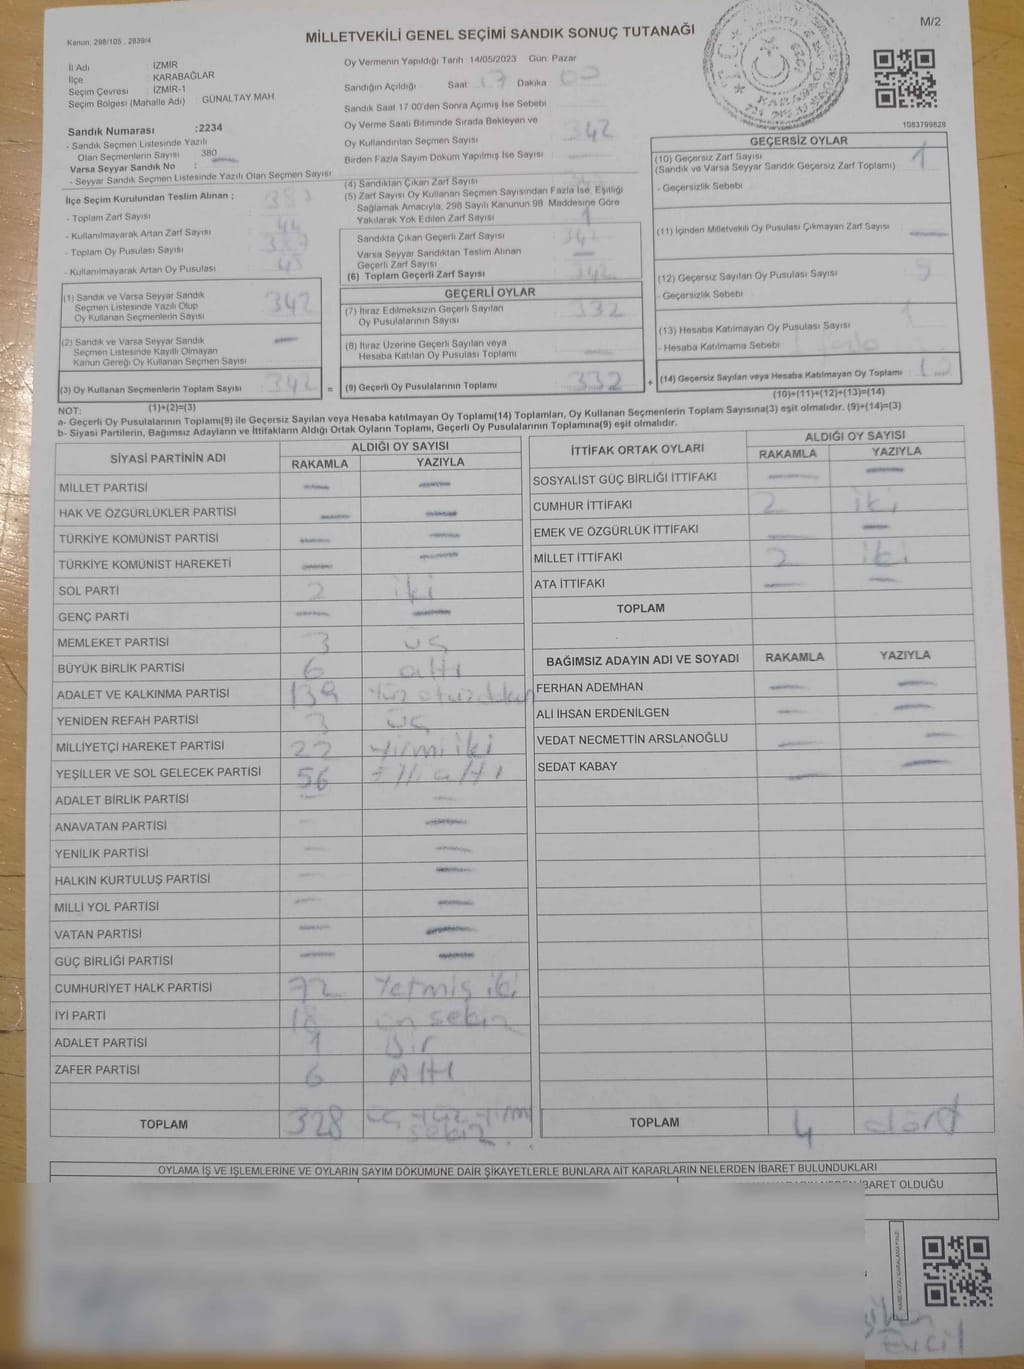 Kanun: 298/105 . 2839/4
MİLLETVEKİLİ GENEL SEÇİMİ SANDIK SONUÇ TUTANAĞI
M/2
İl Adı İZMİR
İlçe KARABAĞLAR
Seçim Çevresi : İZMİR-1
Seçim Bölgesi (Mahalle Adı) GÜNALTAY MAH
Sandık Numarası :2234
- Sandık Seçmen Listesinde Yazılı
Olan Seçmenlerin Sayısı 380
Varsa Seyyar Sandık No :
- Seyyar Sandık Seçmen Listesinde Yazılı Olan Seçmen Sayısı
Oy Vermenin Yapıldığı Tarih 14/05/2023 Gün: Pazar
Sandığın Açıldığı Saat 17 Dakika 00
Sandık Saat 17 00'den Sonra Açılmış İse Sebebi
Oy Verme Saati Bitiminde Sırada Bekleyen ve
Oy Kullandırılan Seçmen Sayısı 342
Birden Fazla Sayım Döküm Yapılmış İse Sayısı
1083799828
İlçe Seçim Kurulundan Teslim Alınan ;
- Toplam Zarf Sayısı 387
- Kullanılmayarak Artan Zarf Sayısı 44
- Toplam Oy Pusulası Sayısı 387
- Kullanılmayarak Artan Oy Pusulası 45
(4) Sandıktan Çıkan Zarf Sayısı 343
(5) Zarf Sayısı Oy Kullanan Seçmen Sayısından Fazla İse, Eşitliği
Sağlamak Amacıyla, 298 Sayılı Kanunun 98. Maddesine Göre
Yakılarak Yok Edilen Zarf Sayısı 1
Sandıkta Çıkan Geçerli Zarf Sayısı 342
Varsa Seyyar Sandıktan Teslim Alınan
Geçerli Zarf Sayısı
(6) Toplam Geçerli Zarf Sayısı 342
GEÇERSİZ OYLAR
(10) Geçersiz Zarf Sayısı 1
(Sandık ve Varsa Seyyar Sandık Geçersiz Zarf Toplamı)
- Geçersizlik Sebebi
(11) İçinden Milletvekili Oy Pusulası Çıkmayan Zarf Sayısı
(12) Geçersiz Sayılan Oy Pusulası Sayısı
- Geçersizlik Sebebi
(13) Hesaba Katılmayan Oy Pusulası Sayısı
- Hesaba Katılmama Sebebi
(14) Geçersiz Sayılan veya Hesaba Katılmayan Oy Toplamı
(10)+(11)+(12)+(13)=(14)
(1) Sandık ve Varsa Seyyar Sandık
Seçmen Listesinde Yazılı Olup
Oy Kullanan Seçmenlerin Sayısı 342
(2) Sandık ve Varsa Seyyar Sandık
Seçmen Listesinde Kayıtlı Olmayan
Kanun Gereği Oy Kullanan Seçmen Sayısı
(3) Oy Kullanan Seçmenlerin Toplam Sayısı 342 =
(1)+(2)=(3)
GEÇERLİ OYLAR
(7) İtiraz Edilmeksizin Geçerli Sayılan
Oy Pusulalarının Sayısı 332
(8) İtiraz Üzerine Geçerli Sayılan veya
Hesaba Katılan Oy Pusulası Toplamı
(9) Geçerli Oy Pusulalarının Toplamı 332 +
NOT:
a- Geçerli Oy Pusulalarının Toplamı(9) ile Geçersiz Sayılan veya Hesaba katılmayan Oy Toplamı(14) Toplamları, Oy Kullanan Seçmenlerin Toplam Sayısına(3) eşit olmalıdır. (9)+(14)=(3)
b- Siyasi Partilerin, Bağımsız Adayların ve İttifakların Aldığı Ortak Oyların Toplamı, Geçerli Oy Pusulalarının Toplamına(9) eşit olmalıdır.
SİYASİ PARTİNİN ADI ALDIĞI OY SAYISI
RAKAMLA YAZIYLA
MİLLET PARTİSİ
HAK VE ÖZGÜRLÜKLER PARTİSİ
TÜRKİYE KOMÜNİST PARTİSİ
TÜRKİYE KOMÜNİST HAREKETİ
SOL PARTİ 2 iki
GENÇ PARTİ
MEMLEKET PARTİSİ 3 üç
BÜYÜK BİRLİK PARTİSİ 6 altı
ADALET VE KALKINMA PARTİSİ 139 Yüz otuzdokuz
YENİDEN REFAH PARTİSİ 3 üç
MİLLİYETÇİ HAREKET PARTİSİ 22 Yirmiiki
YEŞİLLER VE SOL GELECEK PARTİSİ 56 Elli altı
ADALET BİRLİK PARTİSİ
ANAVATAN PARTİSİ
YENİLİK PARTİSİ
HALKIN KURTULUŞ PARTİSİ
MİLLİ YOL PARTİSİ
VATAN PARTİSİ
GÜÇ BİRLİĞİ PARTİSİ
CUMHURİYET HALK PARTİSİ 72 Yetmiş iki
İYİ PARTİ 18 on sekiz
ADALET PARTİSİ 1 Bir
ZAFER PARTİSİ 6 Altı
TOPLAM 328 üç yüz yirmi
sekiz
İTTİFAK ORTAK OYLARI ALDIĞI OY SAYISI
RAKAMLA YAZIYLA
SOSYALİST GÜÇ BİRLİĞİ İTTİFAKI
CUMHUR İTTİFAKI 2 iki
EMEK VE ÖZGÜRLÜK İTTİFAKI
MİLLET İTTİFAKI 2 iki
ATA İTTİFAKI
TOPLAM
BAĞIMSIZ ADAYIN ADI VE SOYADI RAKAMLA YAZIYLA
FERHAN ADEMHAN
ALİ İHSAN ERDENİLGEN
VEDAT NECMETTİN ARSLANOĞLU
SEDAT KABAY
TOPLAM 4 dört
OYLAMA İŞ VE İŞLEMLERİNE VE OYLARIN SAYIM DÖKÜMÜNE DAİR ŞİKAYETLERLE BUNLARA AİT KARARLARIN NELERDEN İBARET BULUNDUKLARI
İBARET OLDUĞU